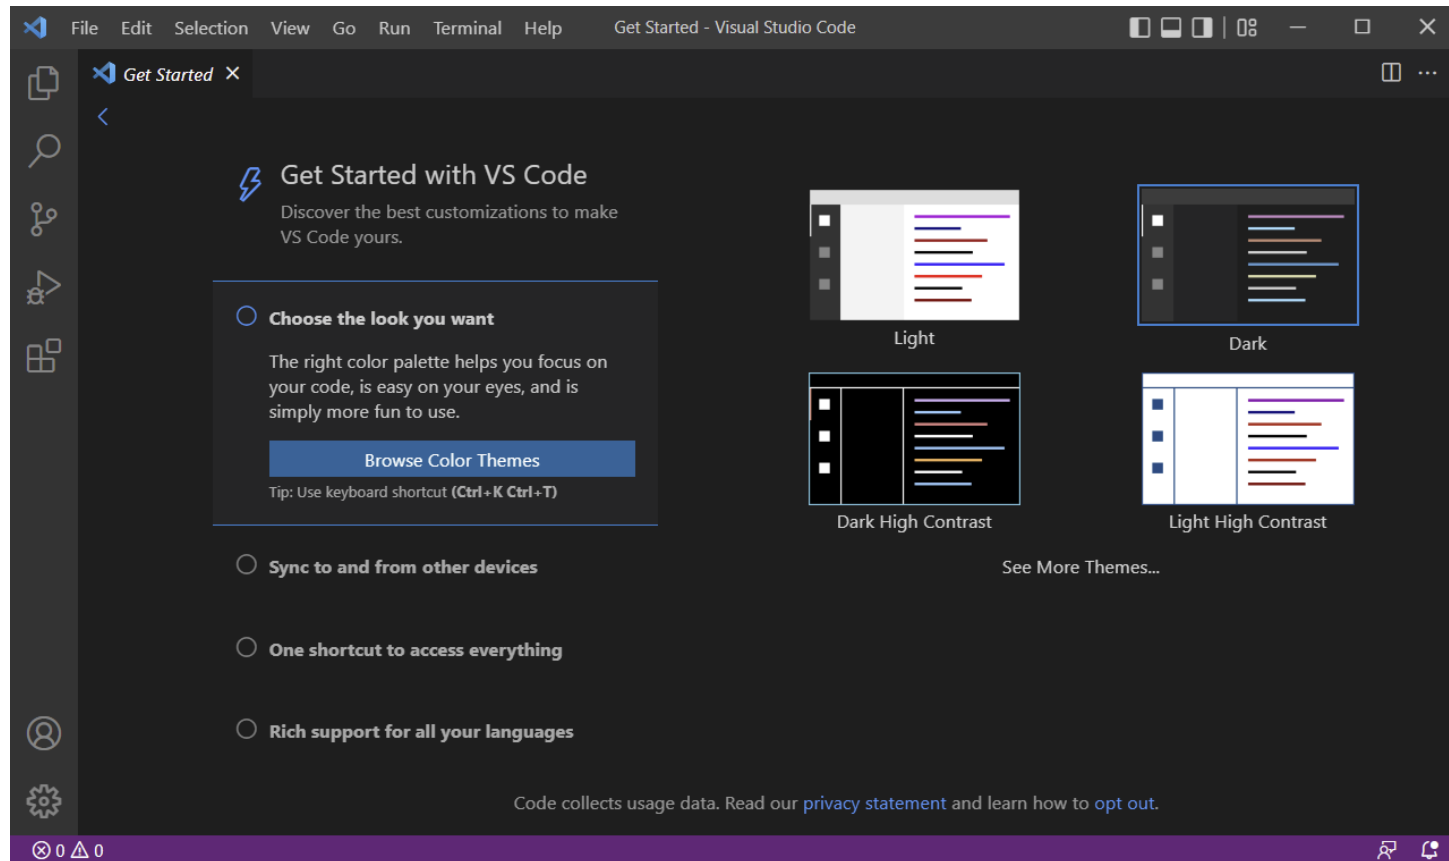 File Edit Selection View Go Run Terminal Help Get Started - Visual Studio Code
Get Started
Get Started with VS Code
Discover the best customizations to make
VS Code yours.
Choose the look you want
The right color palette helps you focus on
your code, is easy on your eyes, and is
simply more fun to use.
Browse Color Themes
Tip: Use keyboard shortcut (Ctrl+K Ctrl+T)
Sync to and from other devices
One shortcut to access everything
Rich support for all your languages
Light
Dark
Dark High Contrast
Light High Contrast
See More Themes...
Code collects usage data. Read our privacy statement and learn how to opt out.
0 0